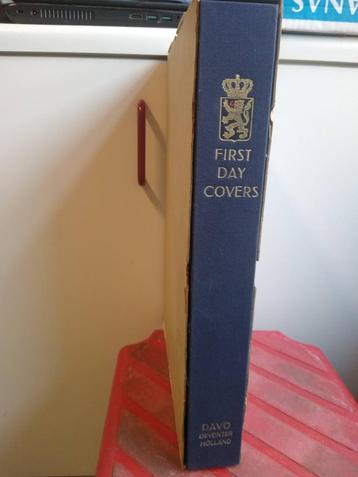 FIRST
DAY
COVERS
DAVO
DEVENTER
HOLLAND